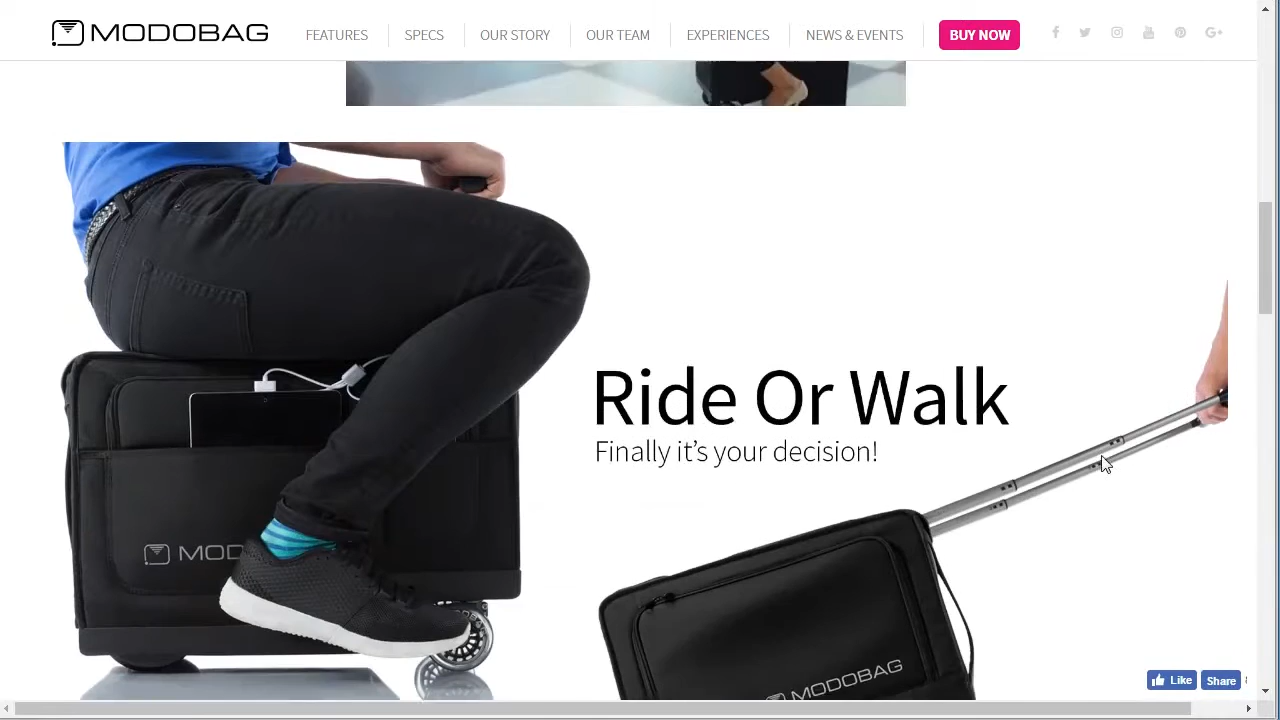 MODOBAG FEATURES SPECS OUR STORY OUR TEAM EXPERIENCES NEWS & EVENTS BUY NOW
Ride Or Walk
Finally it's your decision!
MOD
MODOBAG
Like Share